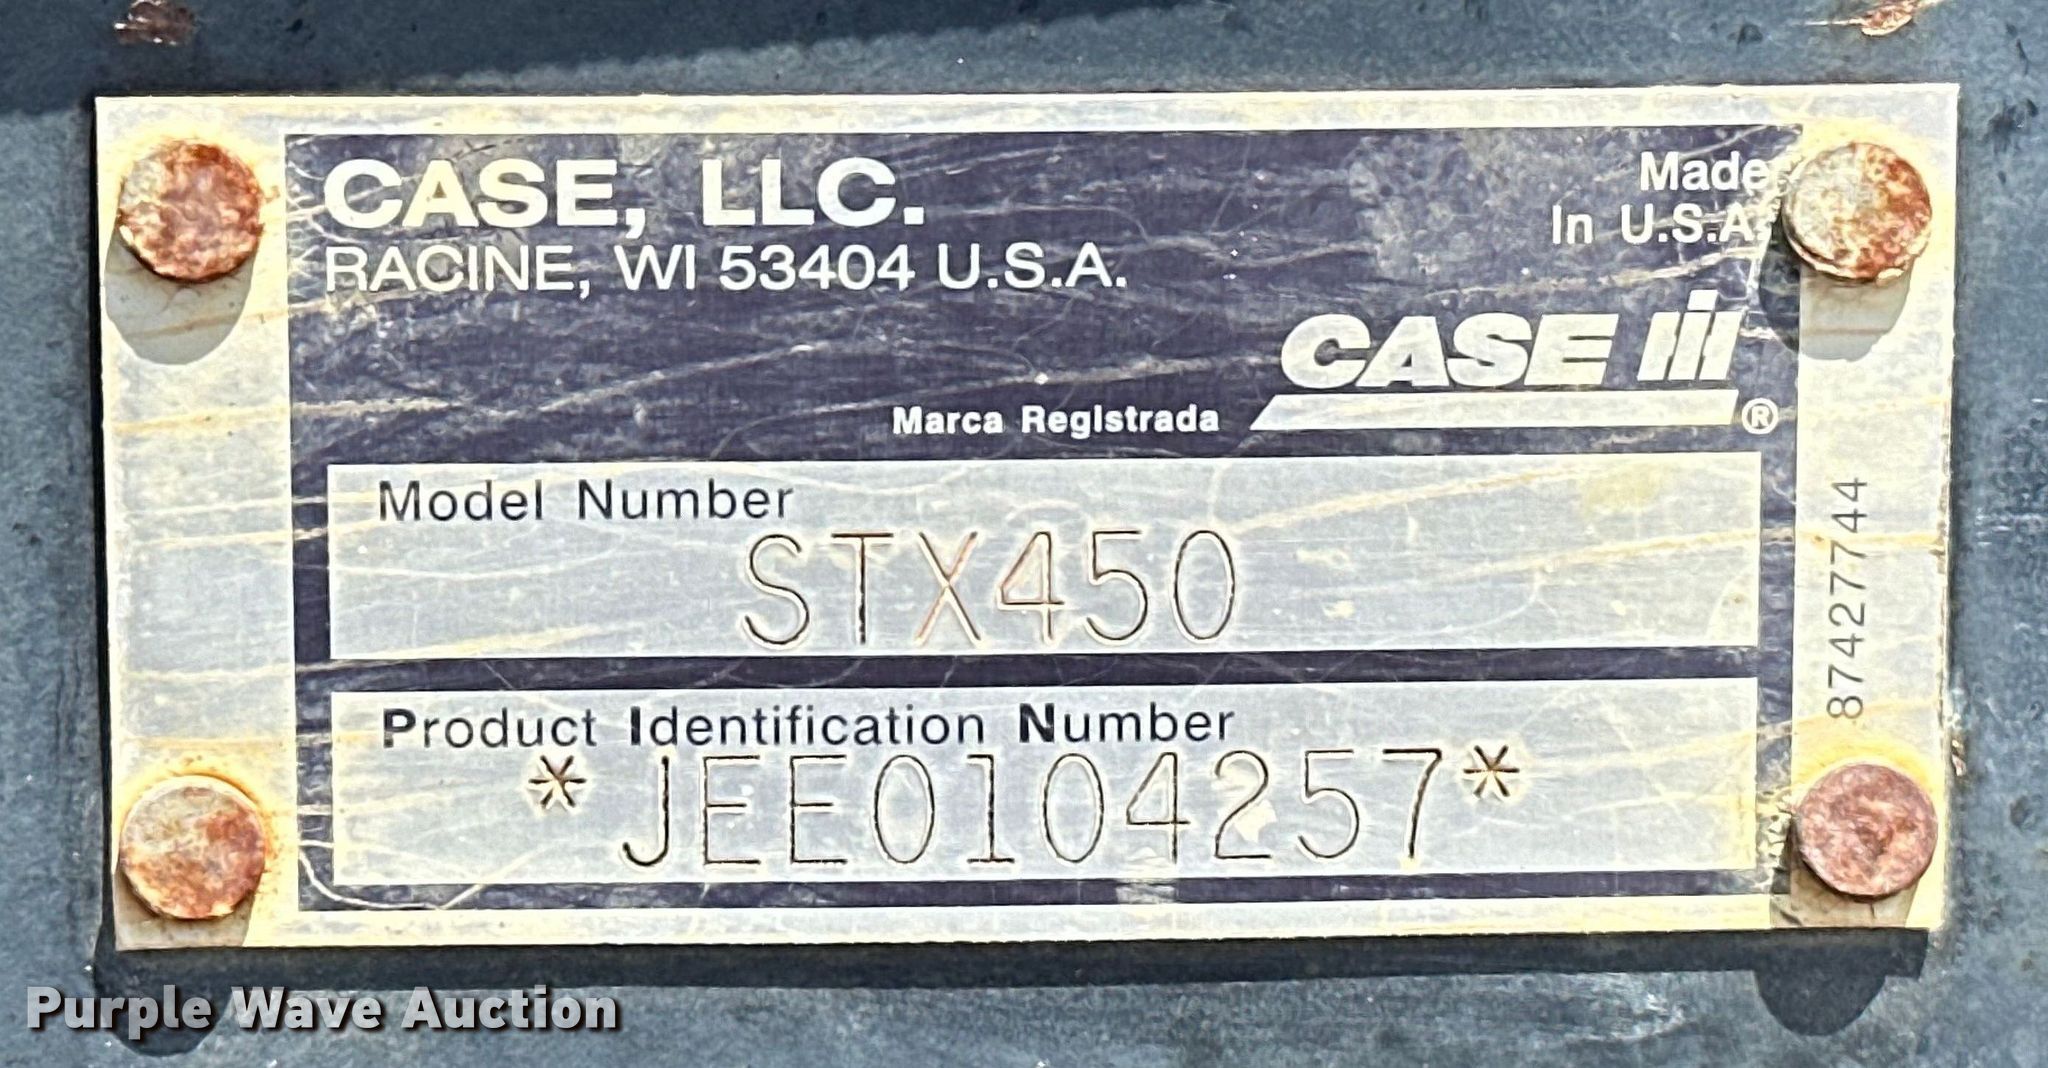 CASE, LLC.
RACINE, WI 53404 U.S.A.
Made
In U.S.A.
CASE IH
Marca Registrada
®
Model Number
STX450
Product Identification Number
*JEE0104257*
87427744
Purple Wave Auction